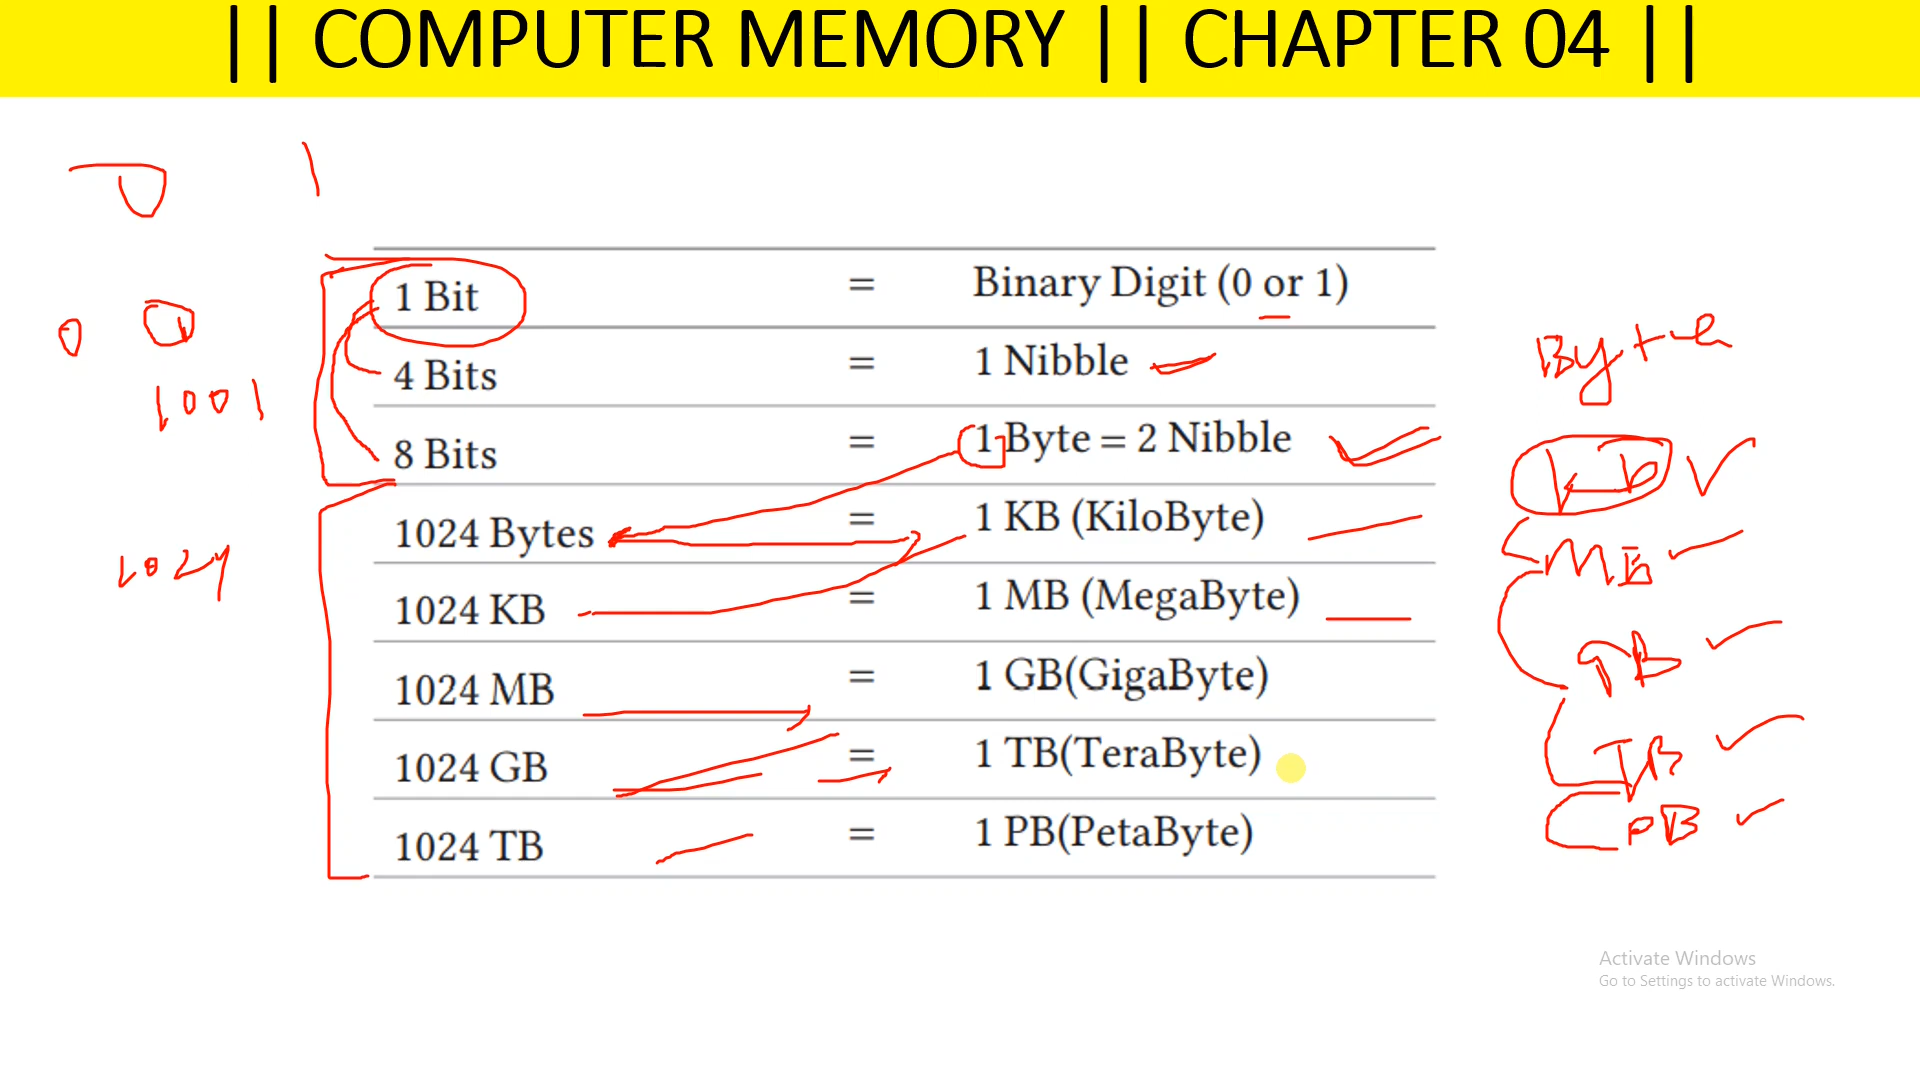 || COMPUTER MEMORY || CHAPTER 04 ||
1 Bit = Binary Digit (0 or 1)
4 Bits = 1 Nibble
8 Bits = 1 Byte = 2 Nibble
1024 Bytes = 1 KB (KiloByte)
1024 KB = 1 MB (MegaByte)
1024 MB = 1 GB(GigaByte)
1024 GB = 1 TB(TeraByte)
1024 TB = 1 PB(PetaByte)
1
0
1001
1024
Byte
MB
TB
PB
Activate Windows
Go to Settings to activate Windows.